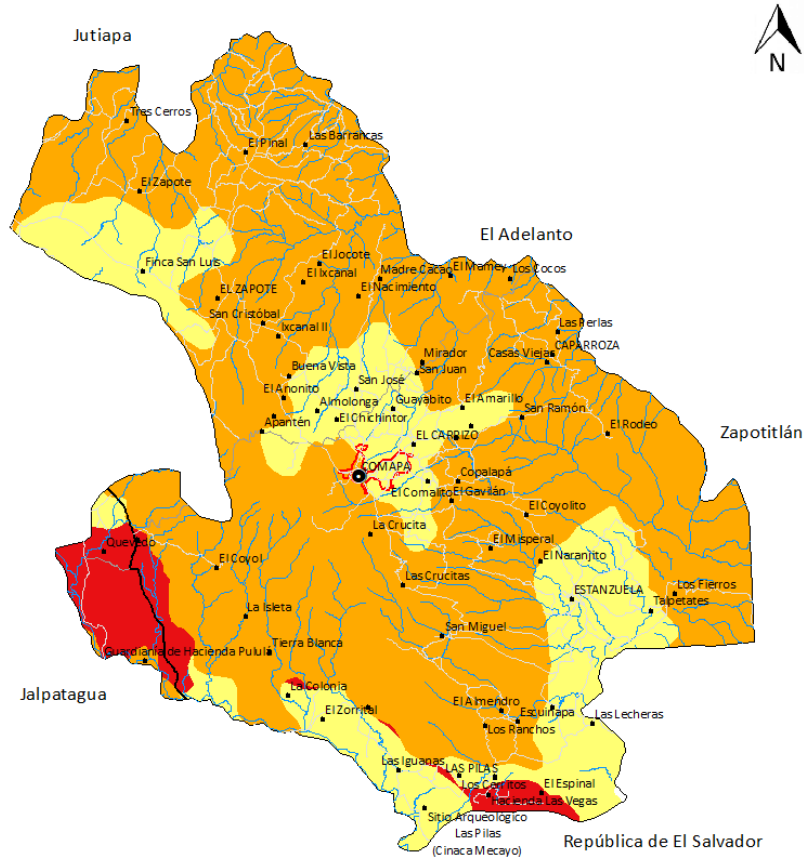 Jutiapa
N
Tres Cerros
Las Barrancas
El Pinal
El Zapote
El Adelanto
El Jocote
Finca San Luis
Madre Cacao
El Mamey
Los Cocos
El Ixcanal
El Nacimiento
EL ZAPOTE
San Cristóbal
Ixcanal II
Las Perlas
CAPARROZA
Mirador
Casas Viejas
Buena Vista
San Juan
San José
El Anonito
Almolonga
Guayabito
El Amarillo
El Chichintor
San Ramón
Apantén
El Rodeo
Zapotitlán
EL CARRIZO
COMAPA
Copalapá
El Comalito
El Gavilán
El Coyolito
La Crucita
Quevedo
El Misperal
El Naranjito
El Coyol
Las Crucitas
ESTANZUELA
Los Fierros
La Isleta
Talpetates
San Miguel
Tierra Blanca
Guardianía de Hacienda Pululá
Jalpatagua
La Colonia
El Almendro
El Zorrital
Escuinapa
Las Lecheras
Los Ranchos
Las Iguanas
LAS PILAS
Los Cerritos
El Espinal
Hacienda Las Vegas
Sitio Arqueológico
Las Pilas
(Cinaca Mecayo)
República de El Salvador